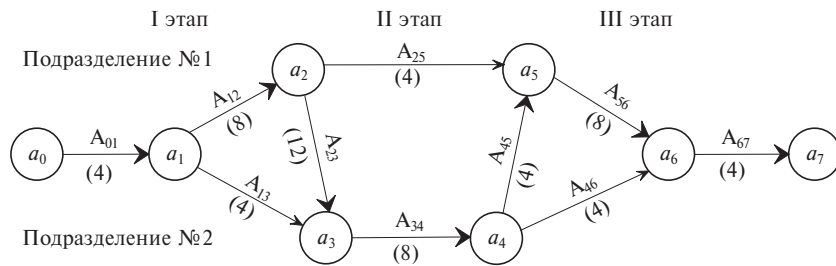 I этап II этап III этап
Подразделение №1
a₂ A₂₅ (4) a₅
A₁₂ (8) A₂₃ (12) A₄₅ (4) A₅₆ (8)
a₀ A₀₁ (4) a₁ a₆ A₆₇ (4) a₇
A₁₃ (4) A₄₆ (4)
Подразделение №2
a₃ A₃₄ (8) a₄